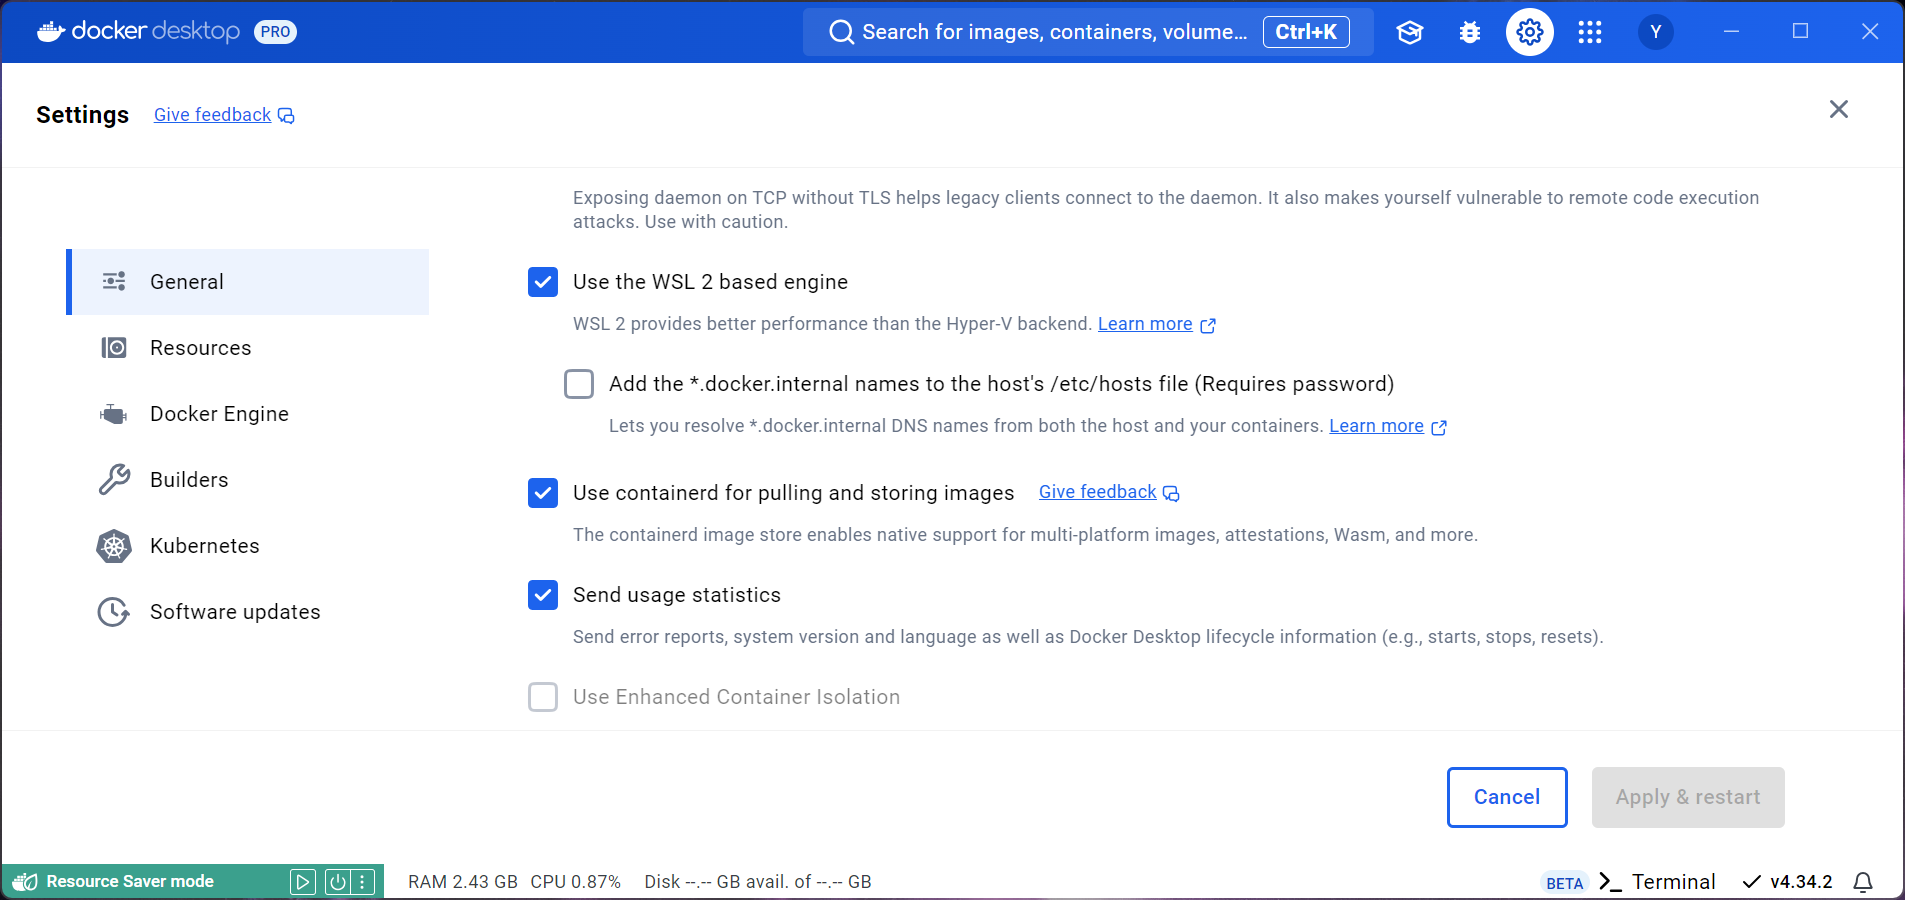 docker desktop PRO
Search for images, containers, volume... Ctrl+K
Y
Settings Give feedback
Exposing daemon on TCP without TLS helps legacy clients connect to the daemon. It also makes yourself vulnerable to remote code execution
attacks. Use with caution.
General
Resources
Docker Engine
Builders
Kubernetes
Software updates
Use the WSL 2 based engine
WSL 2 provides better performance than the Hyper-V backend. Learn more
Add the *.docker.internal names to the host's /etc/hosts file (Requires password)
Lets you resolve *.docker.internal DNS names from both the host and your containers. Learn more
Use containerd for pulling and storing images Give feedback
The containerd image store enables native support for multi-platform images, attestations, Wasm, and more.
Send usage statistics
Send error reports, system version and language as well as Docker Desktop lifecycle information (e.g., starts, stops, resets).
Use Enhanced Container Isolation
Cancel Apply & restart
Resource Saver mode RAM 2.43 GB CPU 0.87% Disk --.-- GB avail. of --.-- GB BETA Terminal v4.34.2